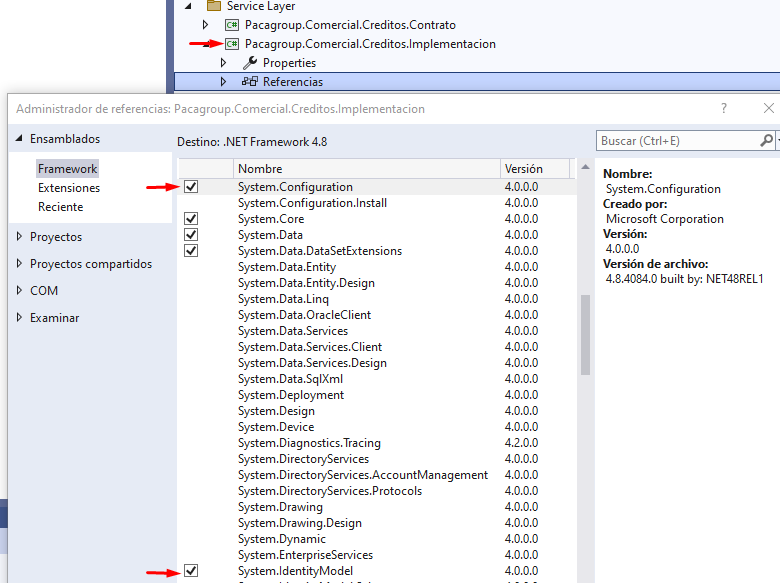 Service Layer
C# Pacagroup.Comercial.Creditos.Contrato
C# Pacagroup.Comercial.Creditos.Implementacion
Properties
Referencias
Administrador de referencias: Pacagroup.Comercial.Creditos.Implementacion
? ×
Ensamblados
Framework
Extensiones
Reciente
Proyectos
Proyectos compartidos
COM
Examinar
Destino: .NET Framework 4.8
Buscar (Ctrl+E)
Nombre Versión
System.Configuration 4.0.0.0
System.Configuration.Install 4.0.0.0
System.Core 4.0.0.0
System.Data 4.0.0.0
System.Data.DataSetExtensions 4.0.0.0
System.Data.Entity 4.0.0.0
System.Data.Entity.Design 4.0.0.0
System.Data.Linq 4.0.0.0
System.Data.OracleClient 4.0.0.0
System.Data.Services 4.0.0.0
System.Data.Services.Client 4.0.0.0
System.Data.Services.Design 4.0.0.0
System.Data.SqlXml 4.0.0.0
System.Deployment 4.0.0.0
System.Design 4.0.0.0
System.Device 4.0.0.0
System.Diagnostics.Tracing 4.2.0.0
System.DirectoryServices 4.0.0.0
System.DirectoryServices.AccountManagement 4.0.0.0
System.DirectoryServices.Protocols 4.0.0.0
System.Drawing 4.0.0.0
System.Drawing.Design 4.0.0.0
System.Dynamic 4.0.0.0
System.EnterpriseServices 4.0.0.0
System.IdentityModel 4.0.0.0
Nombre:
System.Configuration
Creado por:
Microsoft Corporation
Versión:
4.0.0.0
Versión de archivo:
4.8.4084.0 built by: NET48REL1